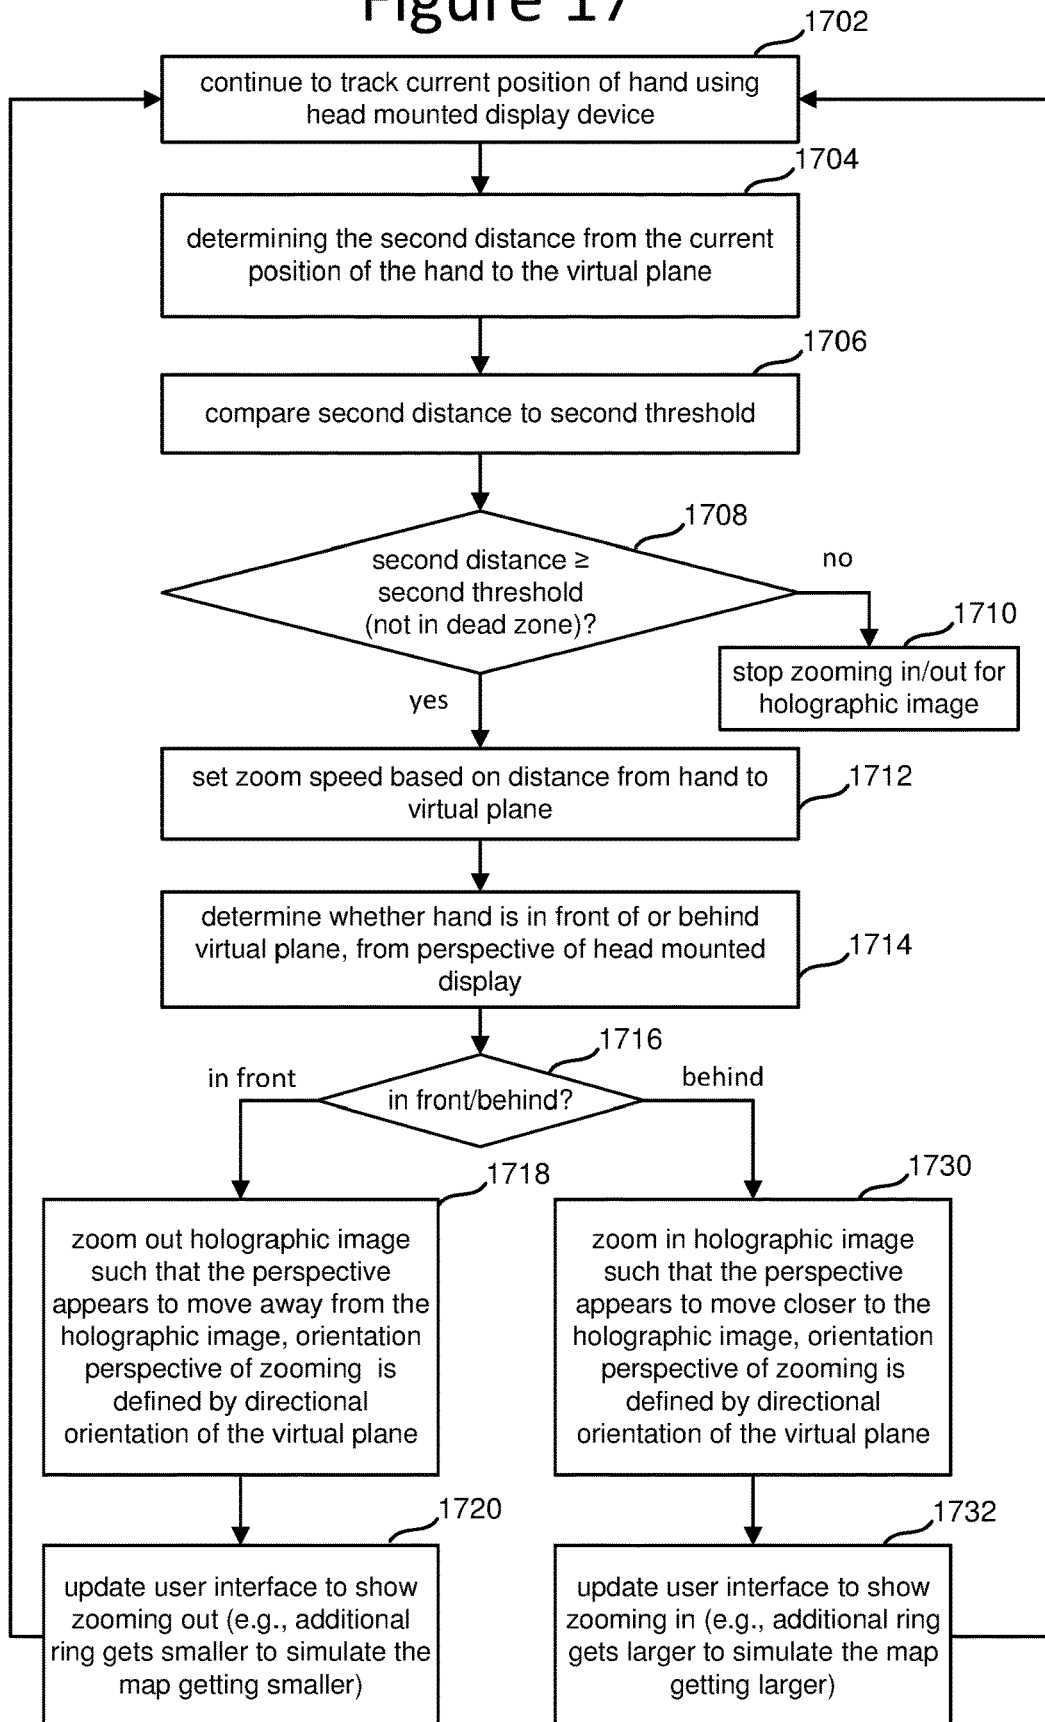 Figure 17
1702
continue to track current position of hand using
head mounted display device
1704
determining the second distance from the current
position of the hand to the virtual plane
1706
compare second distance to second threshold
1708
second distance ≥
second threshold
(not in dead zone)?
no
1710
stop zooming in/out for
holographic image
yes
set zoom speed based on distance from hand to
virtual plane
1712
determine whether hand is in front of or behind
virtual plane, from perspective of head mounted
display
1714
1716
in front
in front/behind?
behind
1718
zoom out holographic image
such that the perspective
appears to move away from the
holographic image, orientation
perspective of zooming is
defined by directional
orientation of the virtual plane
1730
zoom in holographic image
such that the perspective
appears to move closer to the
holographic image, orientation
perspective of zooming is
defined by directional
orientation of the virtual plane
1720
update user interface to show
zooming out (e.g., additional
ring gets smaller to simulate the
map getting smaller)
1732
update user interface to show
zooming in (e.g., additional ring
gets larger to simulate the map
getting larger)